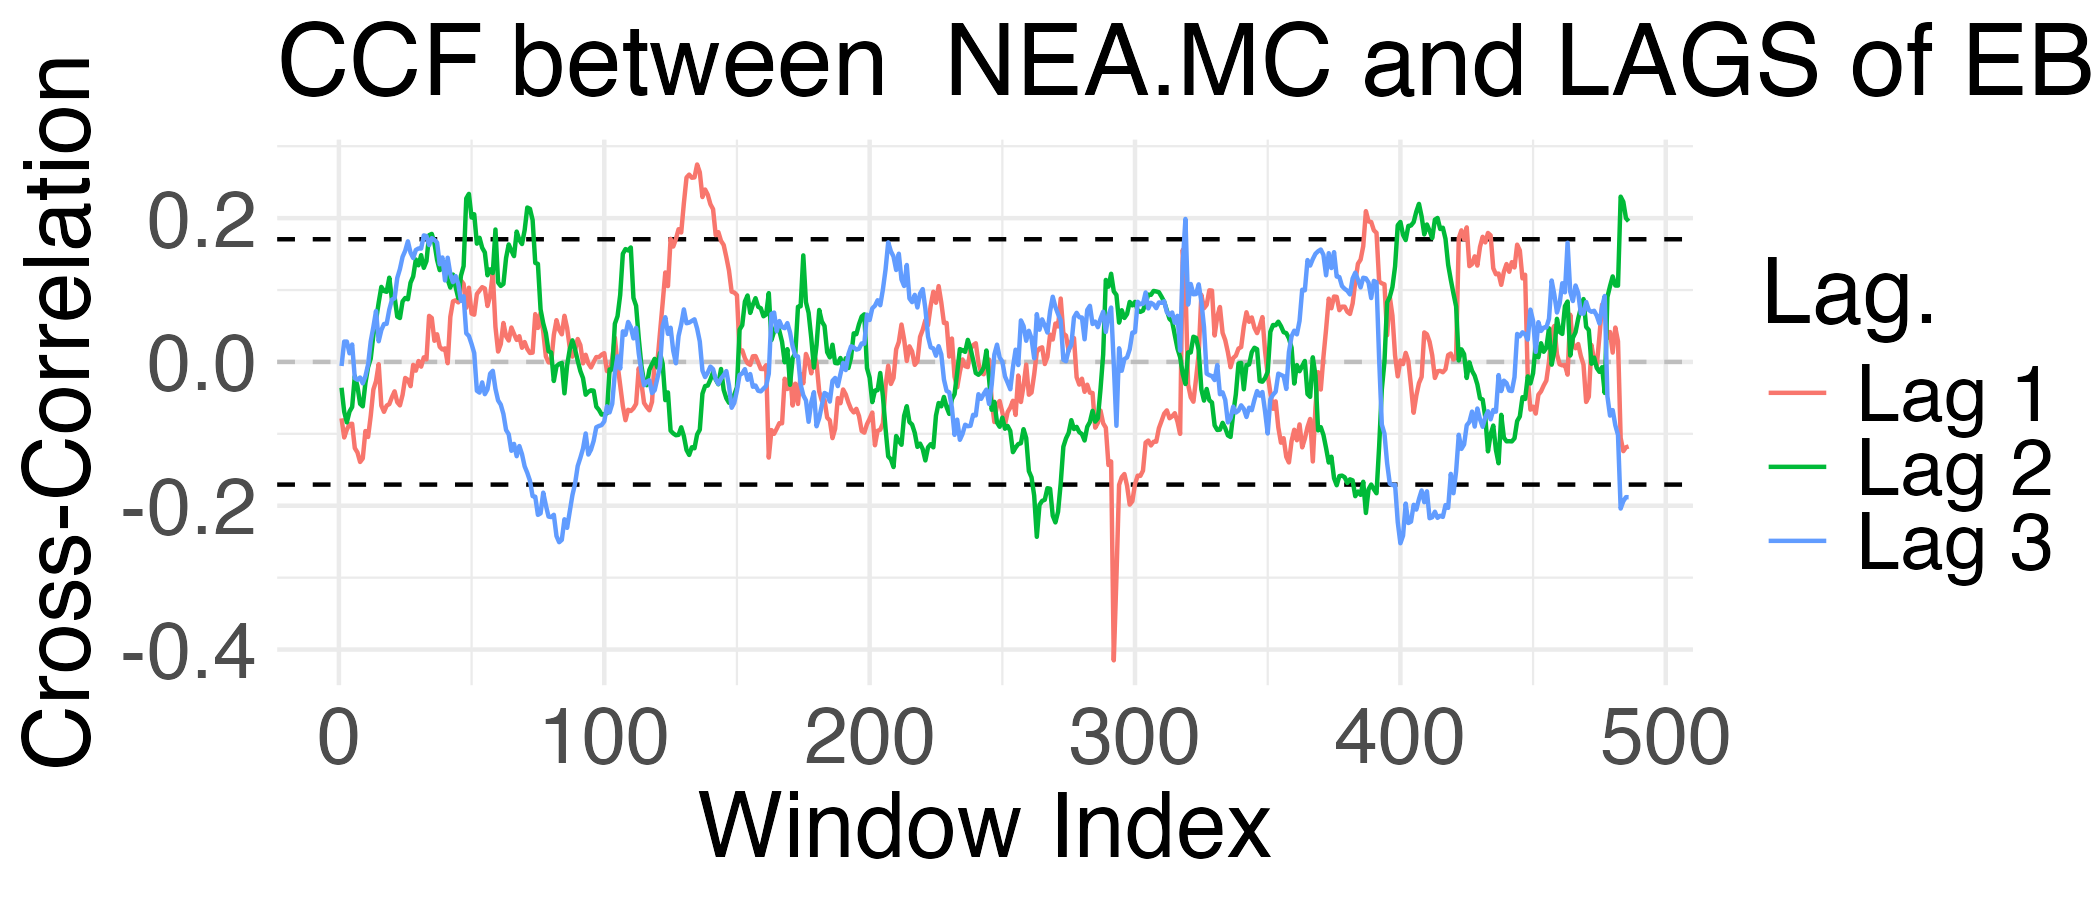 CCF between  NEA.MC and LAGS of EB
Cross-Correlation
0.2
0.0
-0.2
-0.4
0 100 200 300 400 500
Window Index
Lag.
Lag 1
Lag 2
Lag 3